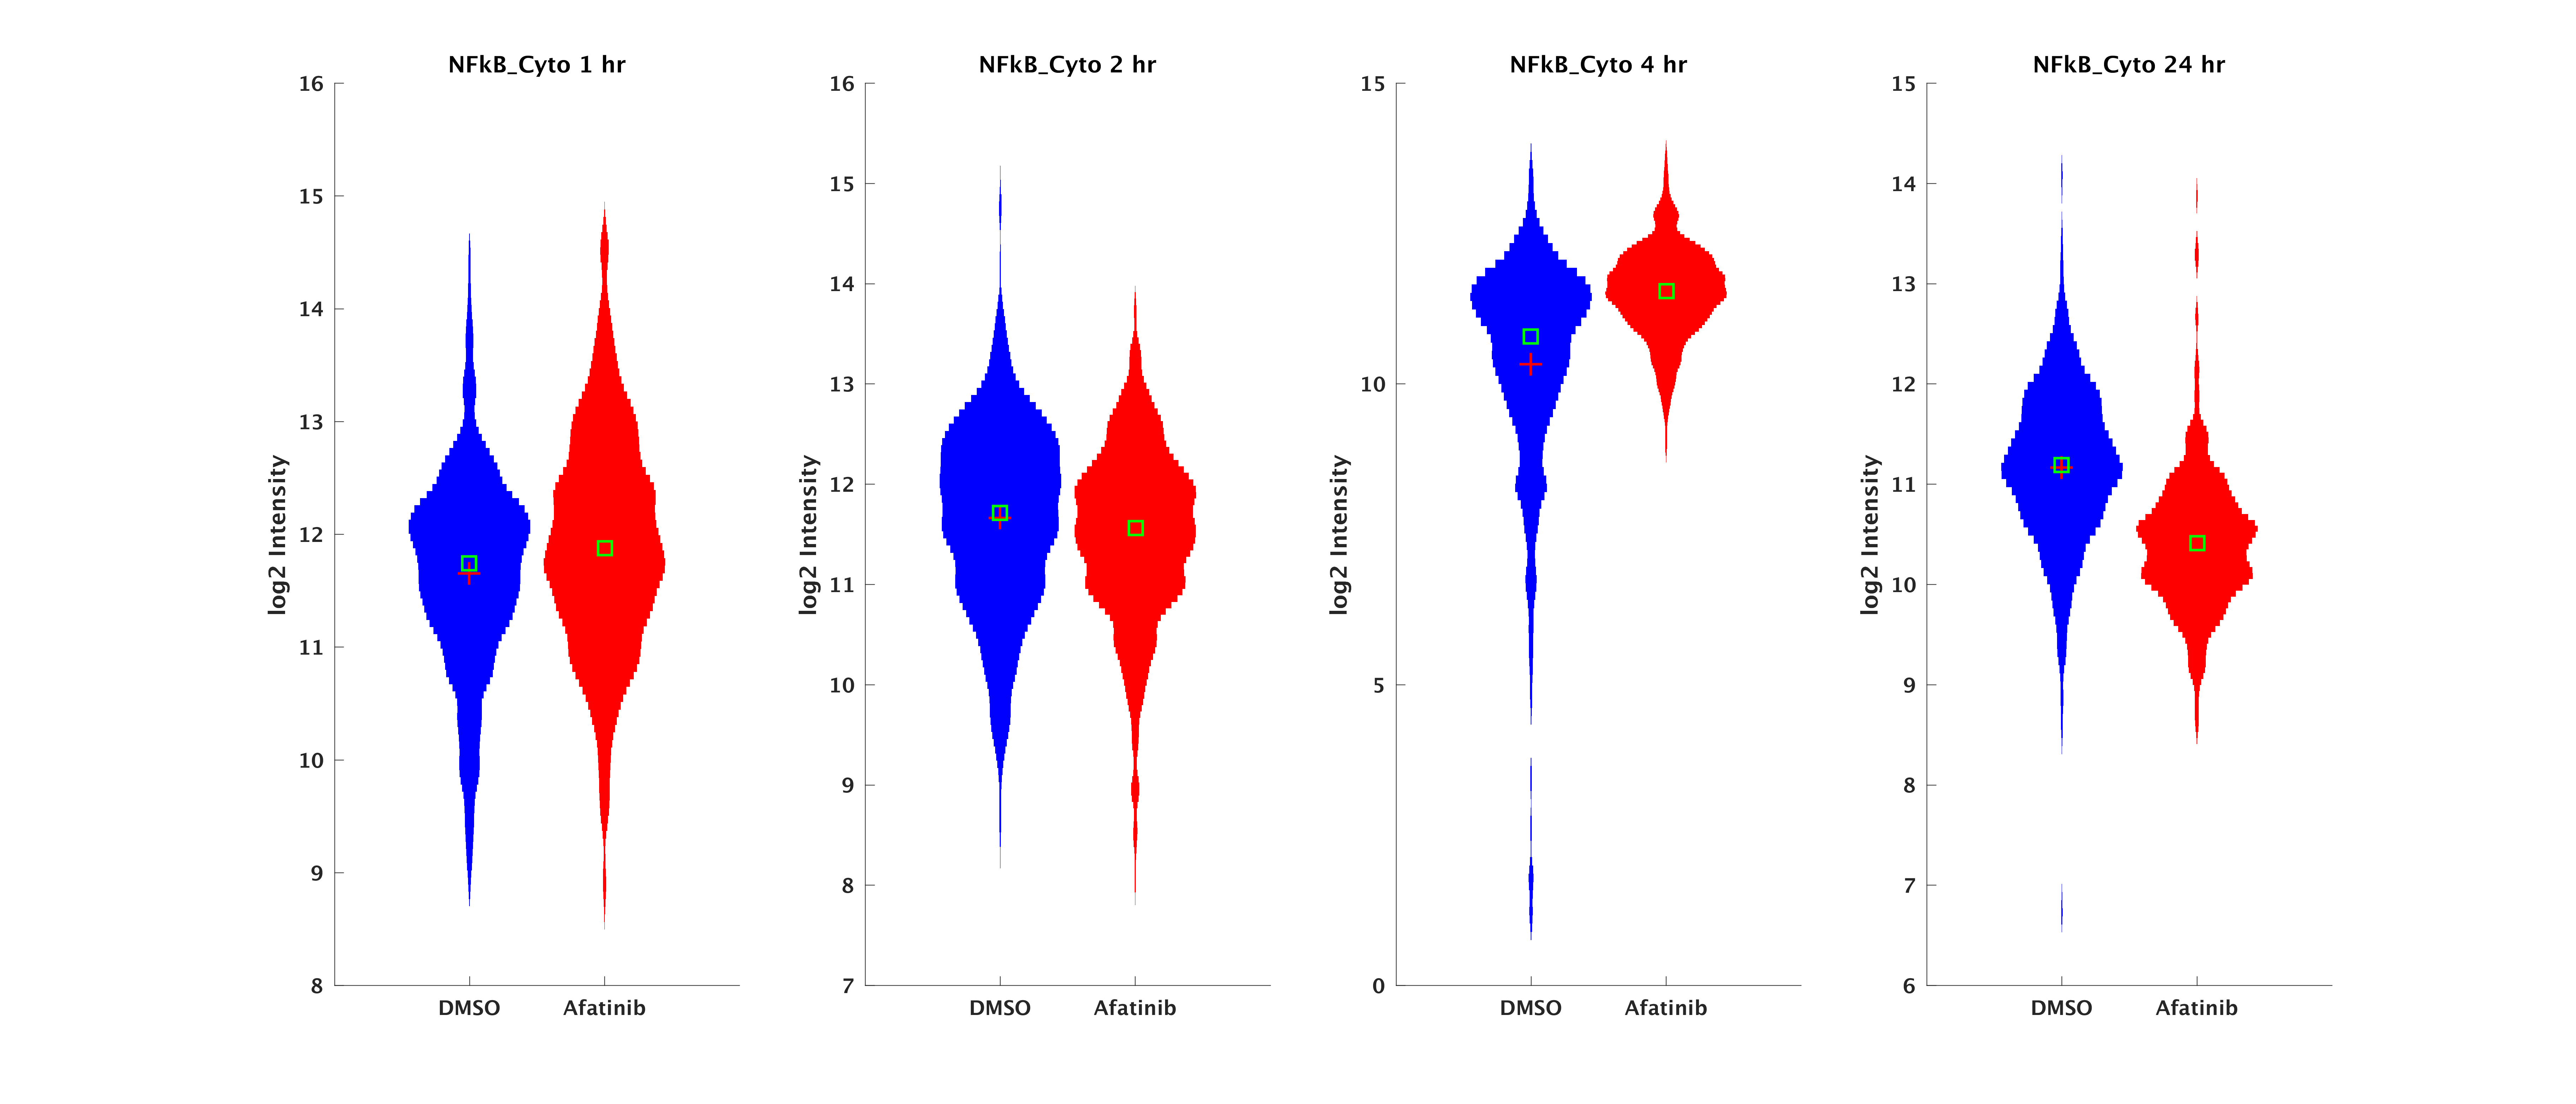 NFkB_Cyto 1 hr
16
15
14
13
12
11
10
9
8
log2 Intensity
DMSO
Afatinib
NFkB_Cyto 2 hr
16
15
14
13
12
11
10
9
8
7
log2 Intensity
DMSO
Afatinib
NFkB_Cyto 4 hr
15
10
5
0
log2 Intensity
DMSO
Afatinib
NFkB_Cyto 24 hr
15
14
13
12
11
10
9
8
7
6
log2 Intensity
DMSO
Afatinib